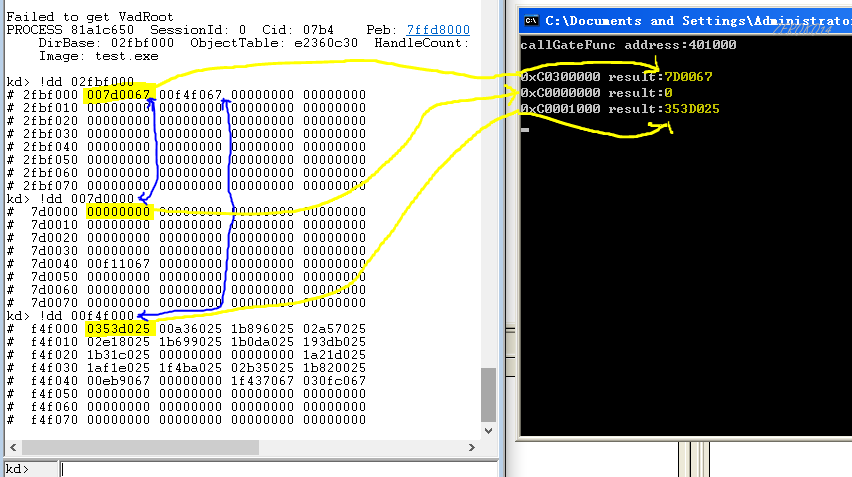 Failed to get VadRoot
PROCESS 81a1c650  SessionId: 0  Cid: 07b4    Peb: 7ffd8000
DirBase: 02fbf000  ObjectTable: e2360c30  HandleCount:
Image: test.exe
kd> !dd 02fbf000
# 2fbf000 007d0067 00f4f067 00000000 00000000
# 2fbf010 00000000 00000000 00000000 00000000
# 2fbf020 00000000 00000000 00000000 00000000
# 2fbf030 00000000 00000000 00000000 00000000
# 2fbf040 00000000 00000000 00000000 00000000
# 2fbf050 00000000 00000000 00000000 00000000
# 2fbf060 00000000 00000000 00000000 00000000
# 2fbf070 00000000 00000000 00000000 00000000
kd> !dd 007d0000
# 7d0000 00000000 00000000 00000000 00000000
# 7d0010 00000000 00000000 00000000 00000000
# 7d0020 00000000 00000000 00000000 00000000
# 7d0030 00000000 00000000 00000000 00000000
# 7d0040 00f11067 00000000 00000000 00000000
# 7d0050 00000000 00000000 00000000 00000000
# 7d0060 00000000 00000000 00000000 00000000
# 7d0070 00000000 00000000 00000000 00000000
kd> !dd 00f4f000
# f4f000 0353d025 00a36025 1b896025 02a57025
# f4f010 02e18025 1b699025 1b0da025 193db025
# f4f020 1b31c025 00000000 00000000 1a21d025
# f4f030 1af1e025 1f4ba025 02b35025 1b820025
# f4f040 00eb9067 00000000 1f437067 030fc067
# f4f050 00000000 00000000 00000000 00000000
# f4f060 00000000 00000000 00000000 00000000
# f4f070 00000000 00000000 00000000 00000000
kd>
C:\Documents and Settings\Administrator
callGateFunc address:401000
0xC0300000 result:7D0067
0xC0000000 result:0
0xC0001000 result:353D025